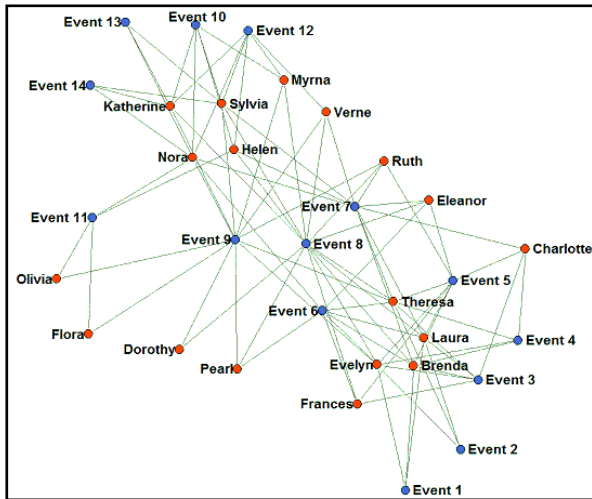 Event 13
Event 10
Event 12
Event 14
Myrna
Katherine
Sylvia
Verne
Helen
Nora
Ruth
Eleanor
Event 7
Event 11
Event 9
Event 8
Charlotte
Olivia
Event 5
Theresa
Event 6
Flora
Laura
Event 4
Dorothy
Pearl
Evelyn
Brenda
Event 3
Frances
Event 2
Event 1